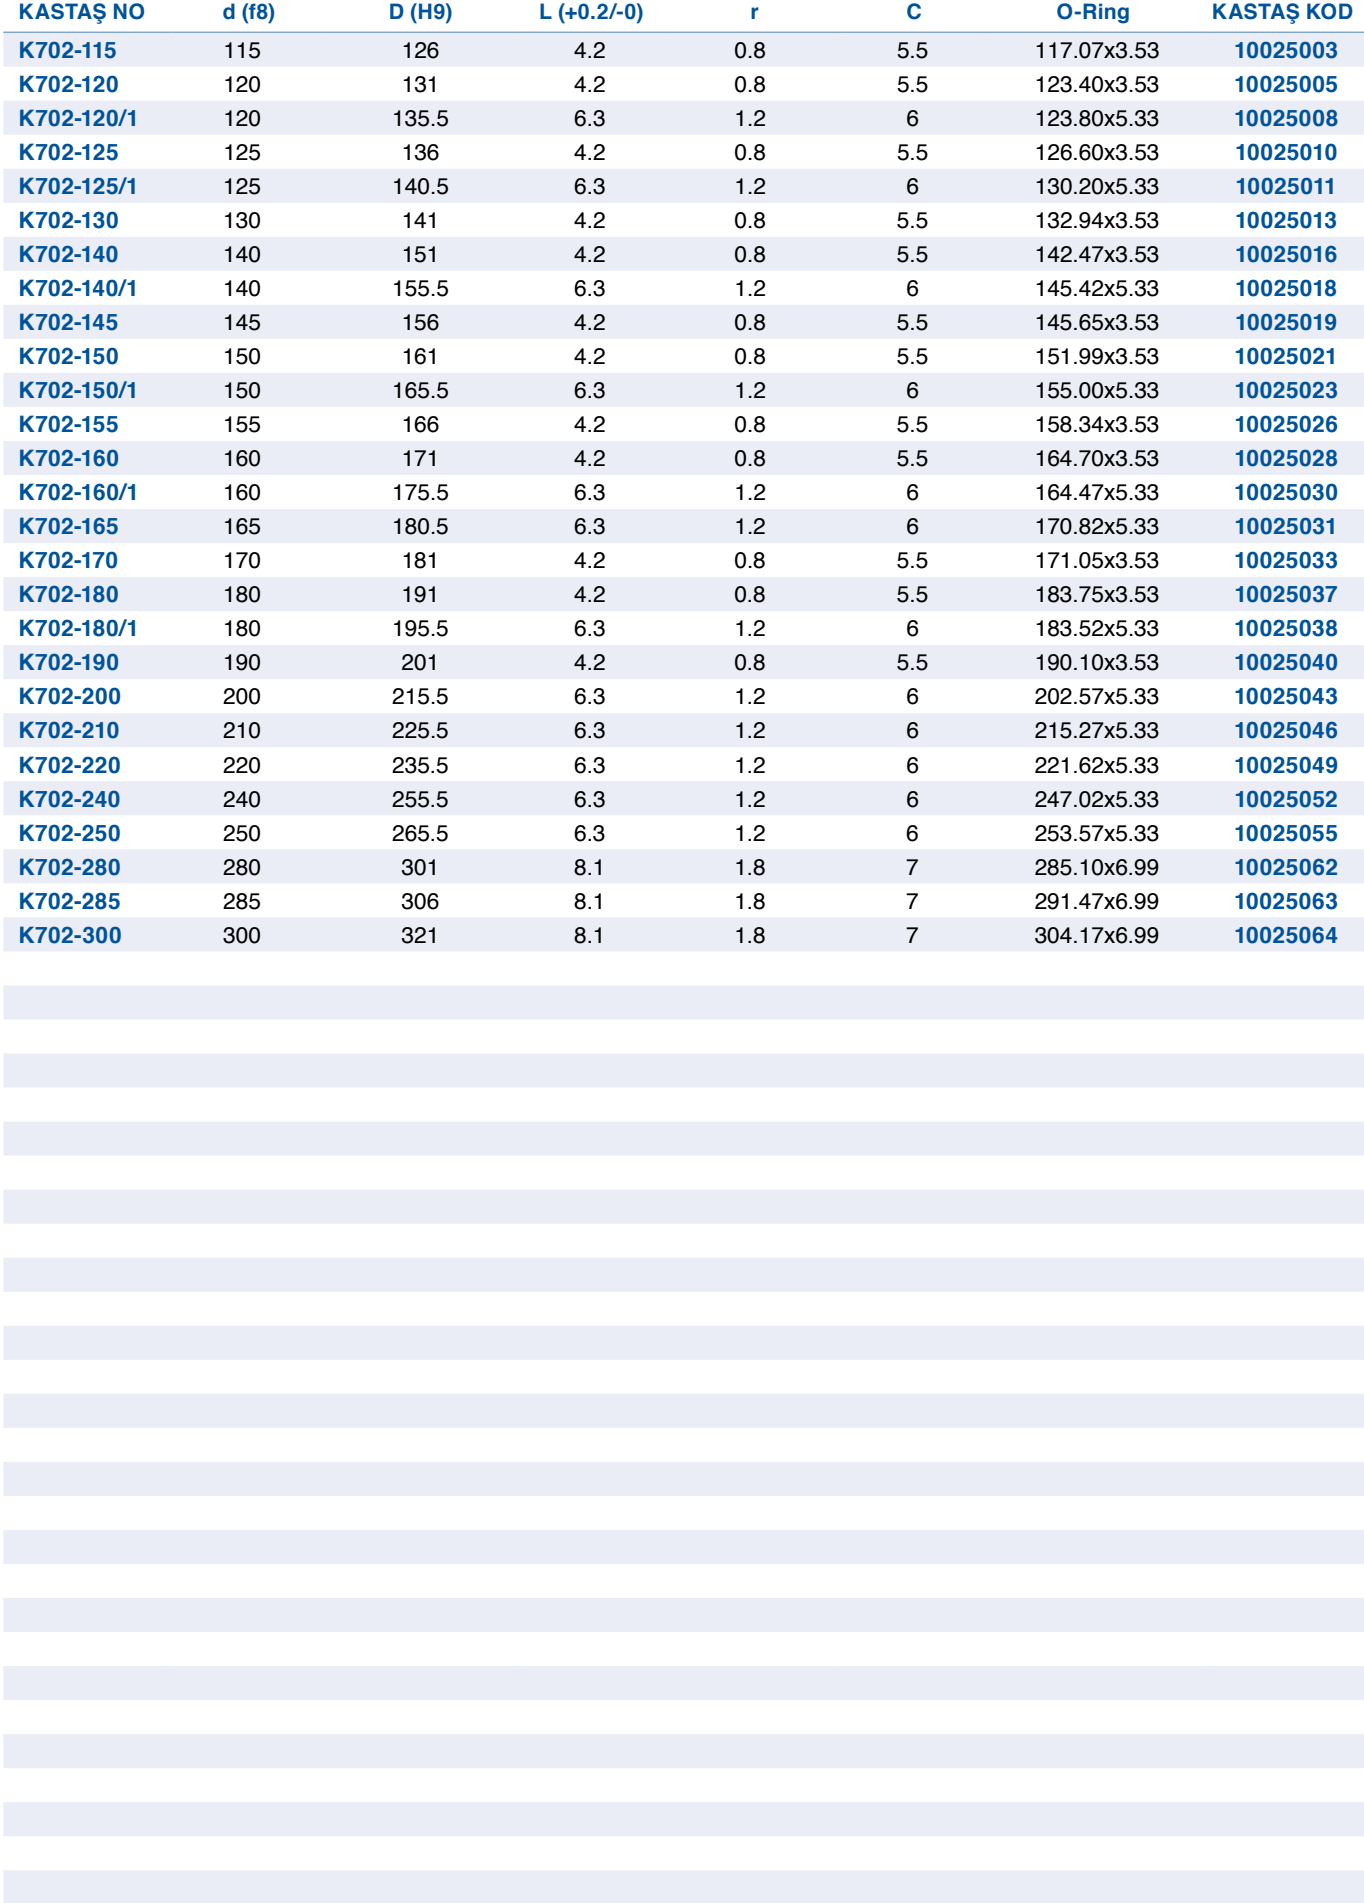 KASTAŞ NO d (f8) D (H9) L (+0.2/-0) r C O-Ring KASTAŞ KOD
K702-115 115 126 4.2 0.8 5.5 117.07x3.53 10025003
K702-120 120 131 4.2 0.8 5.5 123.40x3.53 10025005
K702-120/1 120 135.5 6.3 1.2 6 123.80x5.33 10025008
K702-125 125 136 4.2 0.8 5.5 126.60x3.53 10025010
K702-125/1 125 140.5 6.3 1.2 6 130.20x5.33 10025011
K702-130 130 141 4.2 0.8 5.5 132.94x3.53 10025013
K702-140 140 151 4.2 0.8 5.5 142.47x3.53 10025016
K702-140/1 140 155.5 6.3 1.2 6 145.42x5.33 10025018
K702-145 145 156 4.2 0.8 5.5 145.65x3.53 10025019
K702-150 150 161 4.2 0.8 5.5 151.99x3.53 10025021
K702-150/1 150 165.5 6.3 1.2 6 155.00x5.33 10025023
K702-155 155 166 4.2 0.8 5.5 158.34x3.53 10025026
K702-160 160 171 4.2 0.8 5.5 164.70x3.53 10025028
K702-160/1 160 175.5 6.3 1.2 6 164.47x5.33 10025030
K702-165 165 180.5 6.3 1.2 6 170.82x5.33 10025031
K702-170 170 181 4.2 0.8 5.5 171.05x3.53 10025033
K702-180 180 191 4.2 0.8 5.5 183.75x3.53 10025037
K702-180/1 180 195.5 6.3 1.2 6 183.52x5.33 10025038
K702-190 190 201 4.2 0.8 5.5 190.10x3.53 10025040
K702-200 200 215.5 6.3 1.2 6 202.57x5.33 10025043
K702-210 210 225.5 6.3 1.2 6 215.27x5.33 10025046
K702-220 220 235.5 6.3 1.2 6 221.62x5.33 10025049
K702-240 240 255.5 6.3 1.2 6 247.02x5.33 10025052
K702-250 250 265.5 6.3 1.2 6 253.57x5.33 10025055
K702-280 280 301 8.1 1.8 7 285.10x6.99 10025062
K702-285 285 306 8.1 1.8 7 291.47x6.99 10025063
K702-300 300 321 8.1 1.8 7 304.17x6.99 10025064